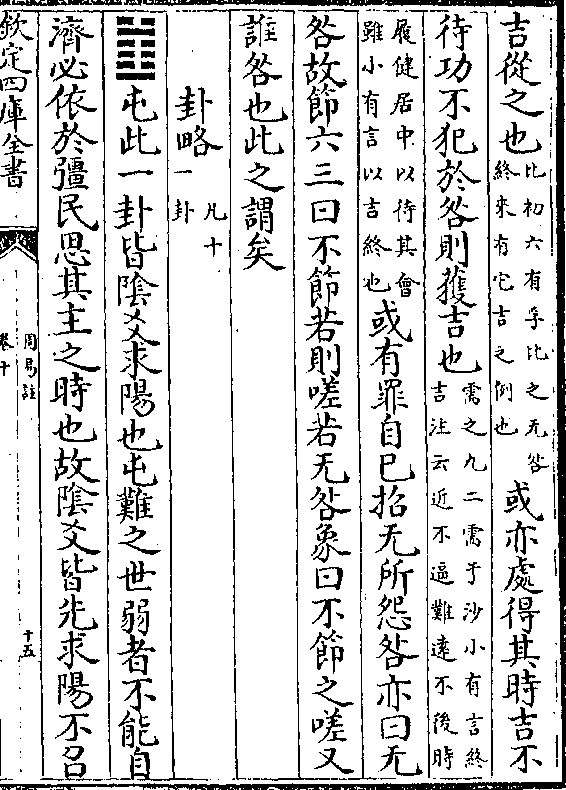 吉從之也比初六有孚比之无咎終來有它吉之例也或亦處得其時吉不
待功不犯於咎則獲吉也需之九二需于沙小有言終吉注云近不逼難遠不後時
履健居中以待其會雖小有言以吉終也或有罪自己招无所怨咎亦曰无
咎故節六三曰不節若則嗟若无咎象曰不節之嗟又
誰咎也此之謂矣
卦略凡十一卦
䷂屯此一卦皆陰爻求陽也屯難之世弱者不能自
濟必依於彊民思其主之時也故陰爻皆先求陽不召
欽定四庫全書
周易註
卷十
十五